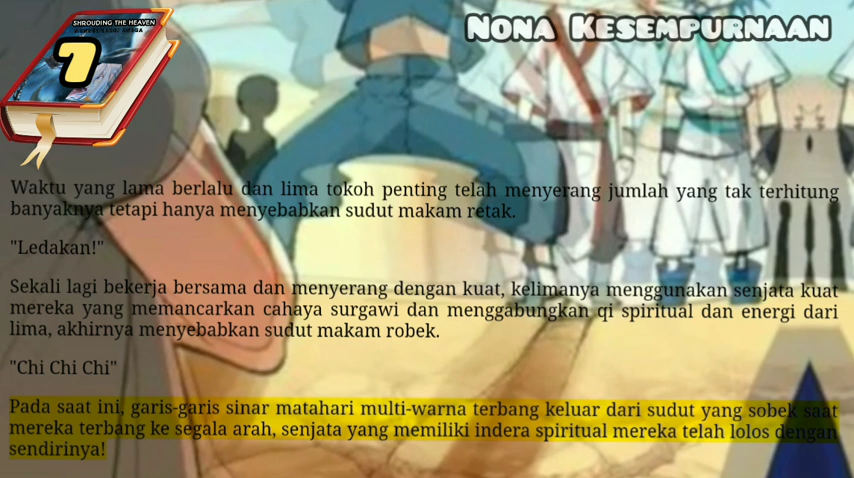 SHROUDING THE HEAVEN
7
Nona Kesempurnaan
Waktu yang lama berlalu dan lima tokoh penting telah menyerang jumlah yang tak terhitung
banyaknya tetapi hanya menyebabkan sudut makam retak.
"Ledakan!"
Sekali lagi bekerja bersama dan menyerang dengan kuat, kelimanya menggunakan senjata kuat
mereka yang memancarkan cahaya surgawi dan menggabungkan qi spiritual dan energi dari
lima, akhirnya menyebabkan sudut makam robek.
"Chi Chi Chi"
Pada saat ini, garis-garis sinar matahari multi-warna terbang keluar dari sudut yang sobek saat
mereka terbang ke segala arah, senjata yang memiliki indera spiritual mereka telah lolos dengan
sendirinya!